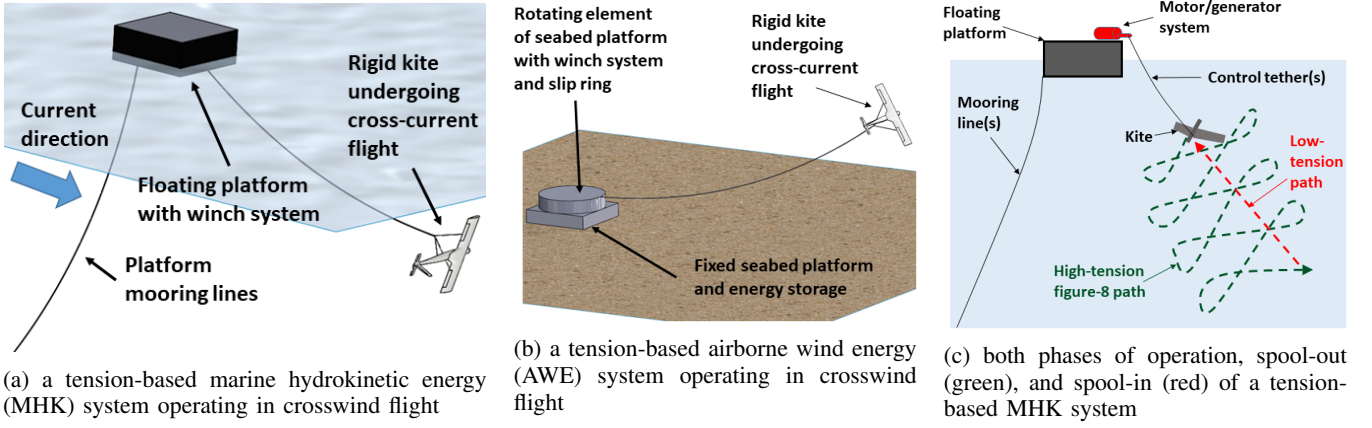 Current
direction
Rigid kite
undergoing
cross-current
flight
Floating platform
with winch system
Platform
mooring lines
(a) a tension-based marine hydrokinetic energy
(MHK) system operating in crosswind flight
Rotating element
of seabed platform
with winch system
and slip ring
Rigid kite
undergoing
cross-current
flight
Fixed seabed platform
and energy storage
(b) a tension-based airborne wind energy
(AWE) system operating in crosswind
flight
Floating
platform
Motor/generator
system
Control tether(s)
Mooring
line(s)
Kite
Low-
tension
path
High-tension
figure-8 path
(c) both phases of operation, spool-out
(green), and spool-in (red) of a tension-
based MHK system